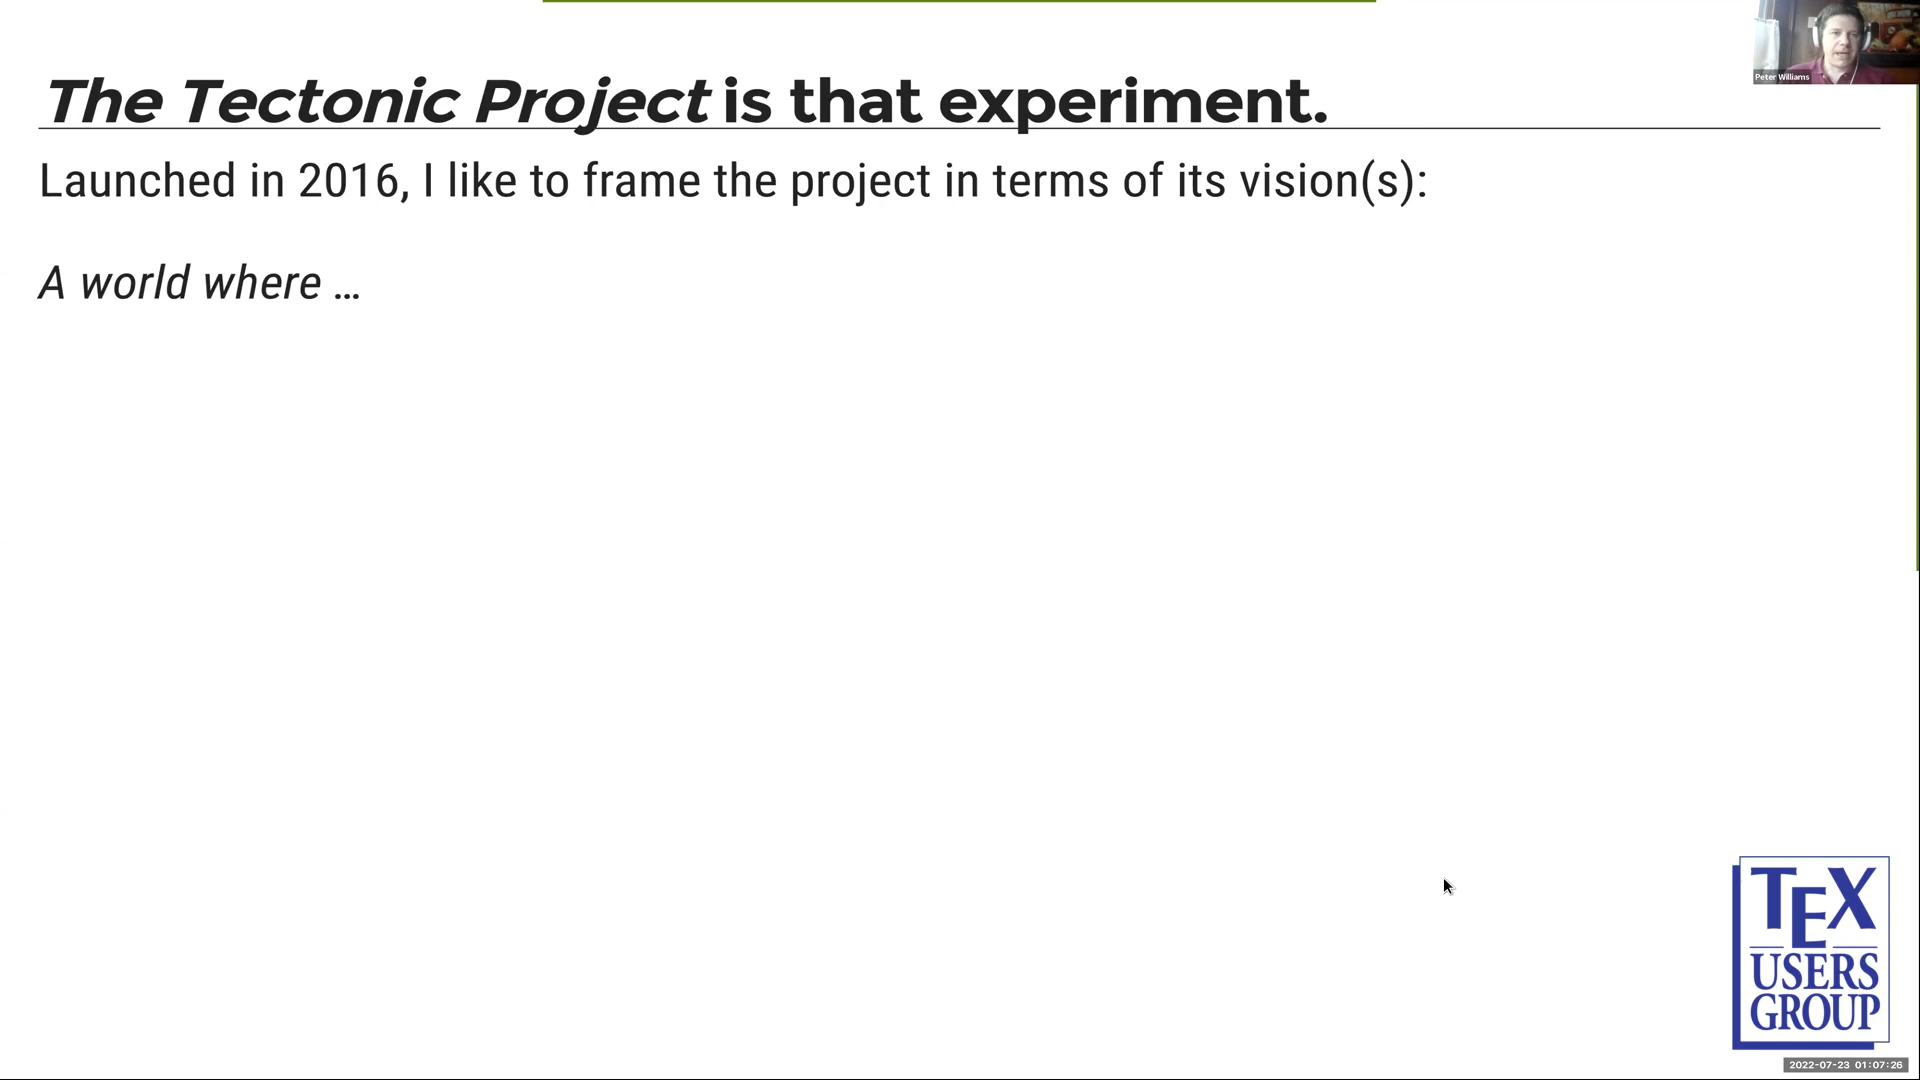 Peter Williams
The Tectonic Project is that experiment.
Launched in 2016, I like to frame the project in terms of its vision(s):
A world where …
TEX
USERS
GROUP
2022-07-23 01:07:26